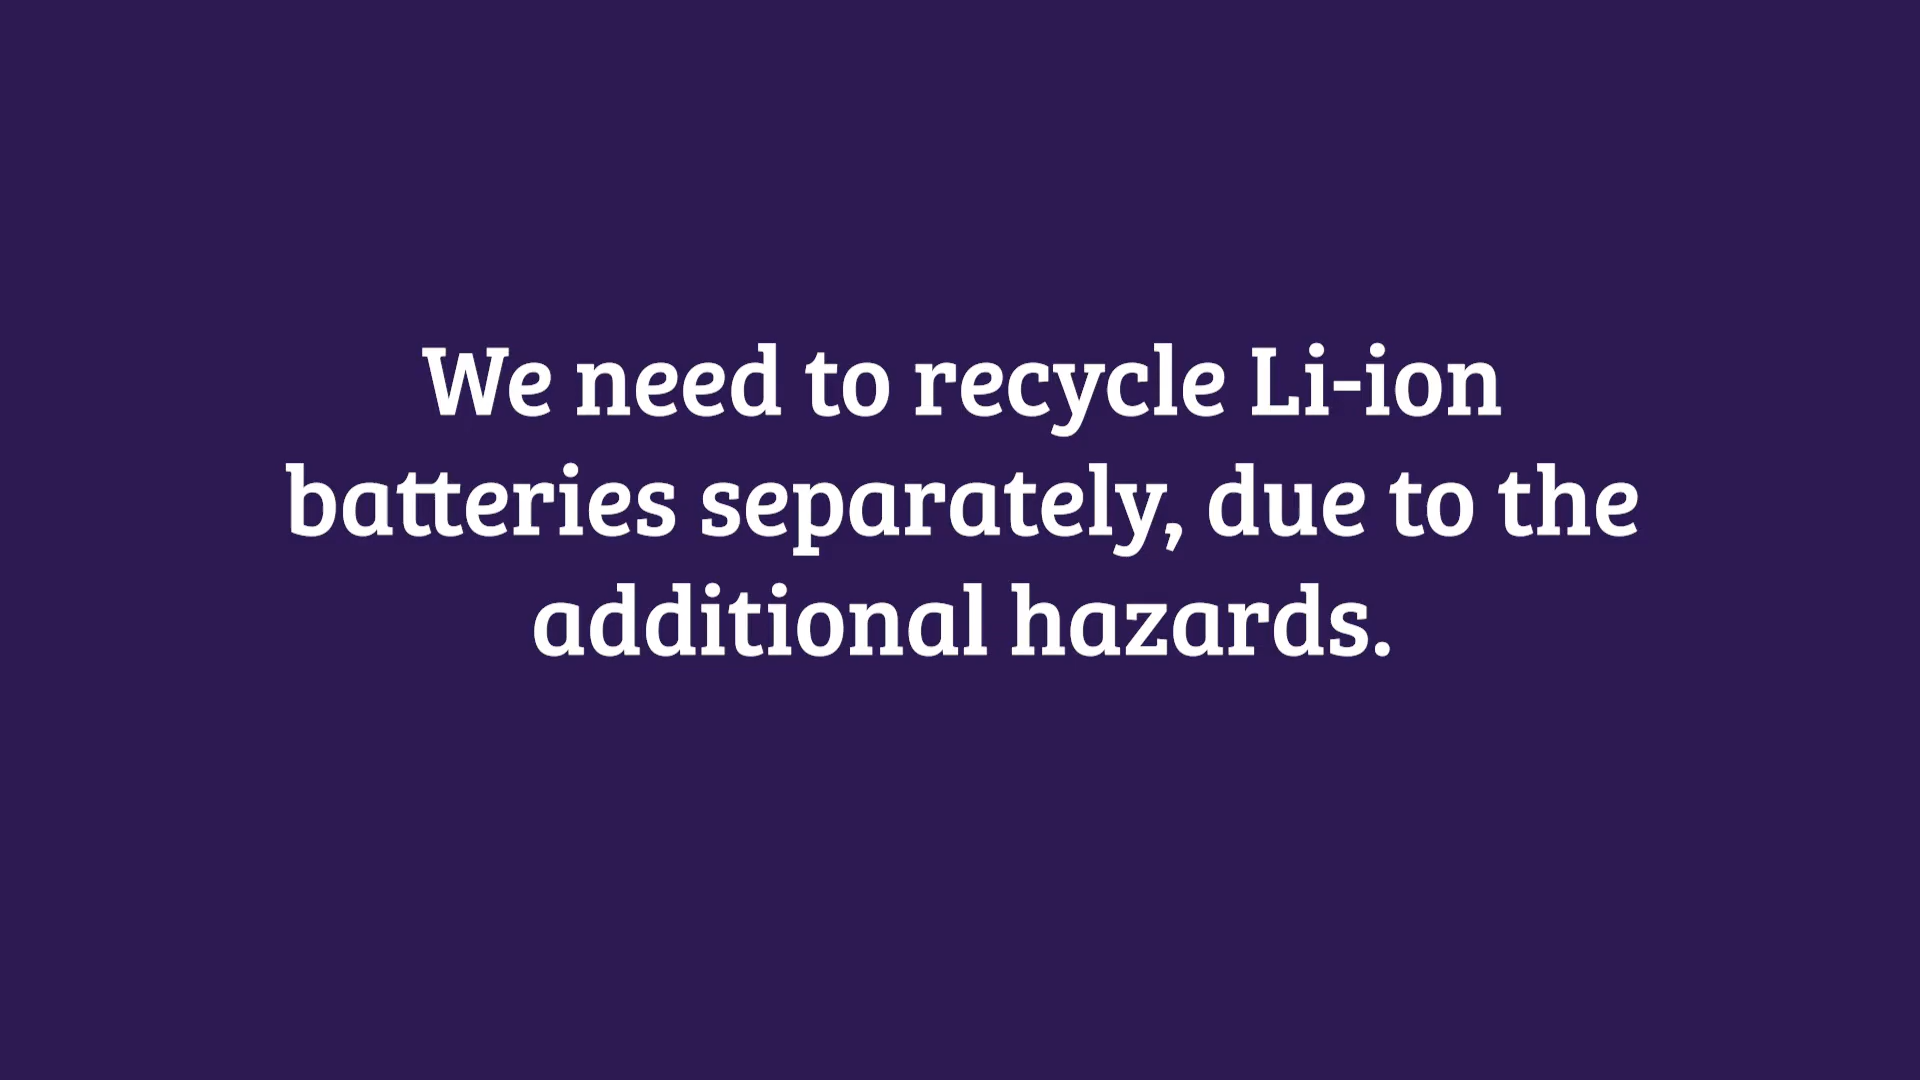 We need to recycle Li-ion
batteries separately, due to the
additional hazards.